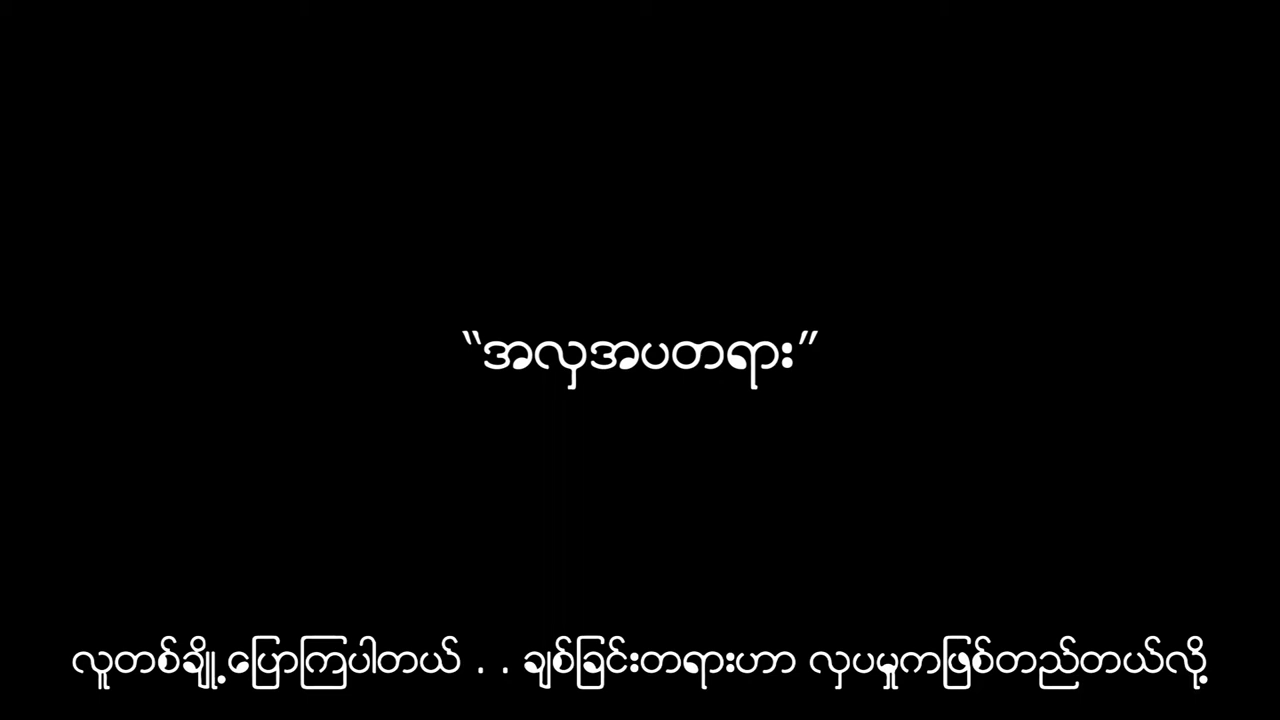 “အလှအပတရား”
လူတစ်ချို့ပြောကြပါတယ် . . ချစ်ခြင်းတရားဟာ လှပမှုကဖြစ်တည်တယ်လို့